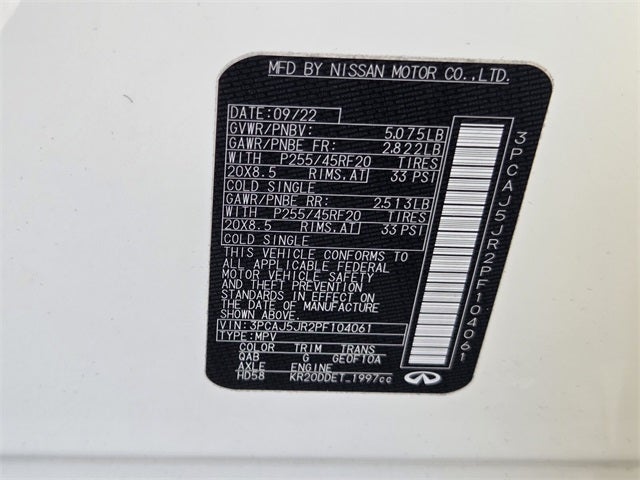 MFD BY NISSAN MOTOR CO., LTD.
DATE: 09/22
GVWR/PNBV: 5,075LB
GAWR/PNBE FR: 2,822LB
WITH P255/45RF20 TIRES
20X8.5 RIMS, AT 33 PSI
COLD SINGLE
GAWR/PNBE RR: 2,513LB
WITH P255/45RF20 TIRES
20X8.5 RIMS, AT 33 PSI
COLD SINGLE
THIS VEHICLE CONFORMS TO
ALL APPLICABLE FEDERAL
MOTOR VEHICLE SAFETY
AND THEFT PREVENTION
STANDARDS IN EFFECT ON
THE DATE OF MANUFACTURE
SHOWN ABOVE.
VIN: 3PCAJ5JR2PF104061
TYPE: MPV
COLOR TRIM TRANS
QAB G GE0F10A
AXLE ENGINE
HD58 KR20DDET 1997cc
3PCAJ5JR2PF104061